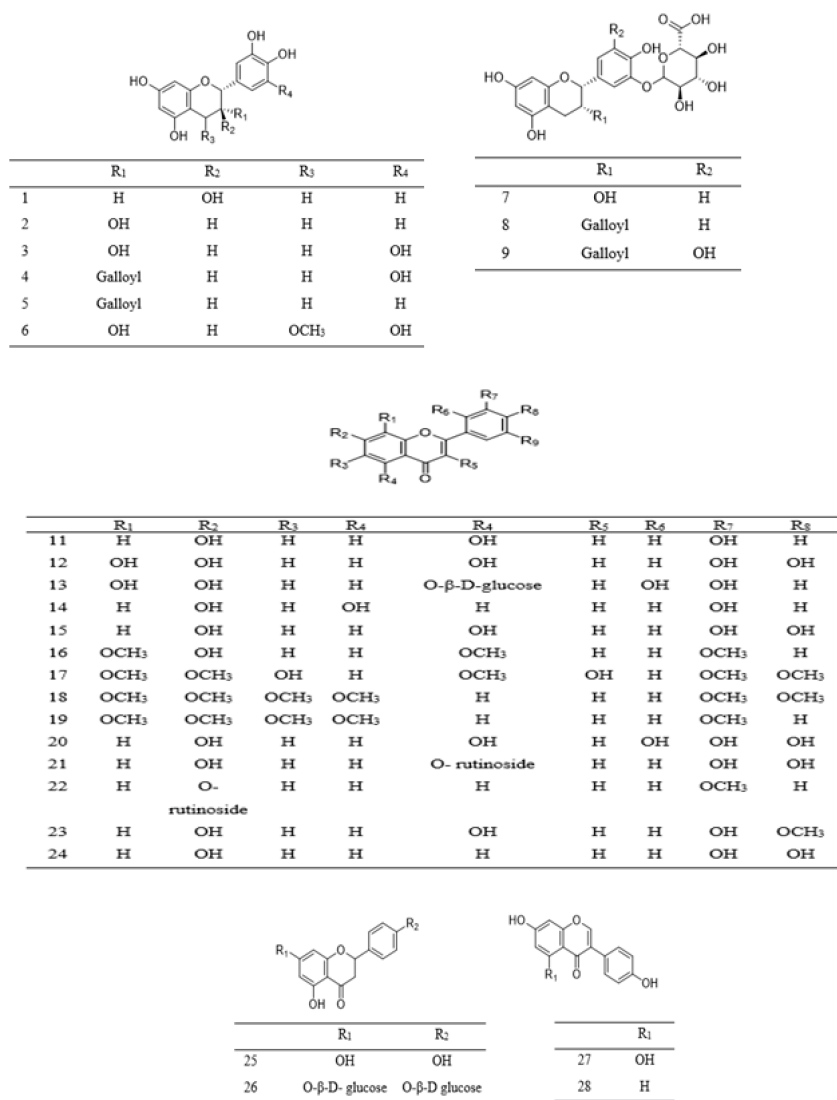 OH
OH
HO
O
R4
R1
R2
OH
R3
R1 R2 R3 R4
1 H OH H H
2 OH H H H
3 OH H H OH
4 Galloyl H H OH
5 Galloyl H H H
6 OH H OCH3 OH
O OH
R2
OH O OH
HO O O OH
OH
R1
OH
R1 R2
7 OH H
8 Galloyl H
9 Galloyl OH
R7
R6 R8
R1
R2 O R9
R3 R5
R4 O
R1 R2 R3 R4 R4 R5 R6 R7 R8
11 H OH H H OH H H OH H
12 OH OH H H OH H H OH OH
13 OH OH H H O-β-D-glucose H OH OH H
14 H OH H OH H H H OH H
15 H OH H H OH H H OH OH
16 OCH3 OH H H OCH3 H H OCH3 H
17 OCH3 OCH3 OH H OCH3 OH H OCH3 OCH3
18 OCH3 OCH3 OCH3 OCH3 H H H OCH3 OCH3
19 OCH3 OCH3 OCH3 OCH3 H H H OCH3 H
20 H OH H H OH H OH OH OH
21 H OH H H O- rutinoside H H OH OH
22 H O- H H H H H OCH3 H
rutinoside
23 H OH H H OH H H OH OCH3
24 H OH H H H H H OH OH
R2
R1 O
OH O
R1 R2
25 OH OH
26 O-β-D- glucose O-β-D glucose
HO O
R1 O
OH
R1
27 OH
28 H